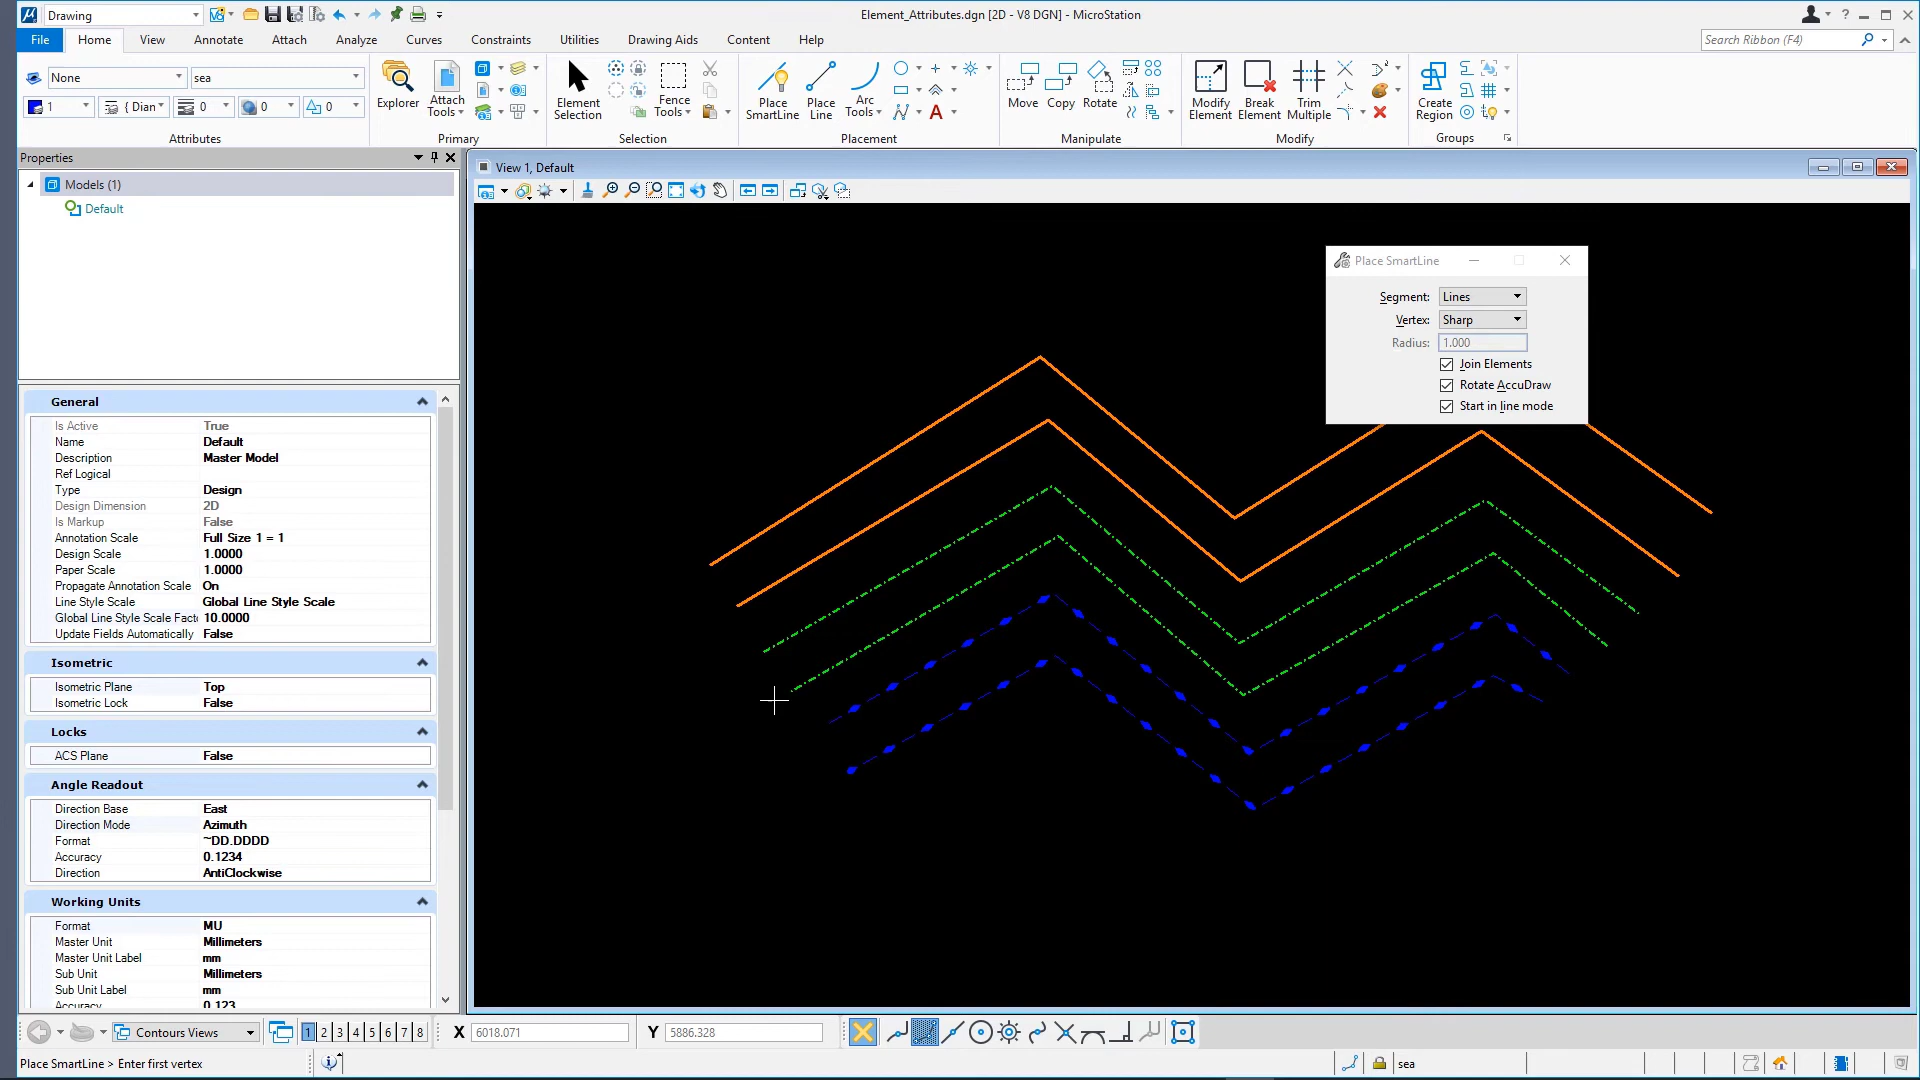 Drawing
Element_Attributes.dgn [2D - V8 DGN] - MicroStation
File Home View Annotate Attach Analyze Curves Constraints Utilities Drawing Aids Content Help
Search Ribbon (F4)
None sea
1 { Dian 0 0 0
Attributes
Explorer
Attach Tools
Primary
Element Selection
Fence Tools
Selection
Place SmartLine
Place Line
Arc Tools
Placement
Move Copy Rotate
Manipulate
Modify Element
Break Element
Trim Multiple
Modify
Create Region
Groups
Properties
Models (1)
Default
General
Is Active True
Name Default
Description Master Model
Ref Logical
Type Design
Design Dimension 2D
Is Markup False
Annotation Scale Full Size 1 = 1
Design Scale 1.0000
Paper Scale 1.0000
Propagate Annotation Scale On
Line Style Scale Global Line Style Scale
Global Line Style Scale Factc 10.0000
Update Fields Automatically False
Isometric
Isometric Plane Top
Isometric Lock False
Locks
ACS Plane False
Angle Readout
Direction Base East
Direction Mode Azimuth
Format ~DD.DDDD
Accuracy 0.1234
Direction AntiClockwise
Working Units
Format MU
Master Unit Millimeters
Master Unit Label mm
Sub Unit Millimeters
Sub Unit Label mm
Accuracy 0.123
View 1, Default
Place SmartLine
Segment: Lines
Vertex: Sharp
Radius: 1.000
Join Elements
Rotate AccuDraw
Start in line mode
Contours Views 1 2 3 4 5 6 7 8 X 6018.071 Y 5886.328
Place SmartLine > Enter first vertex
sea